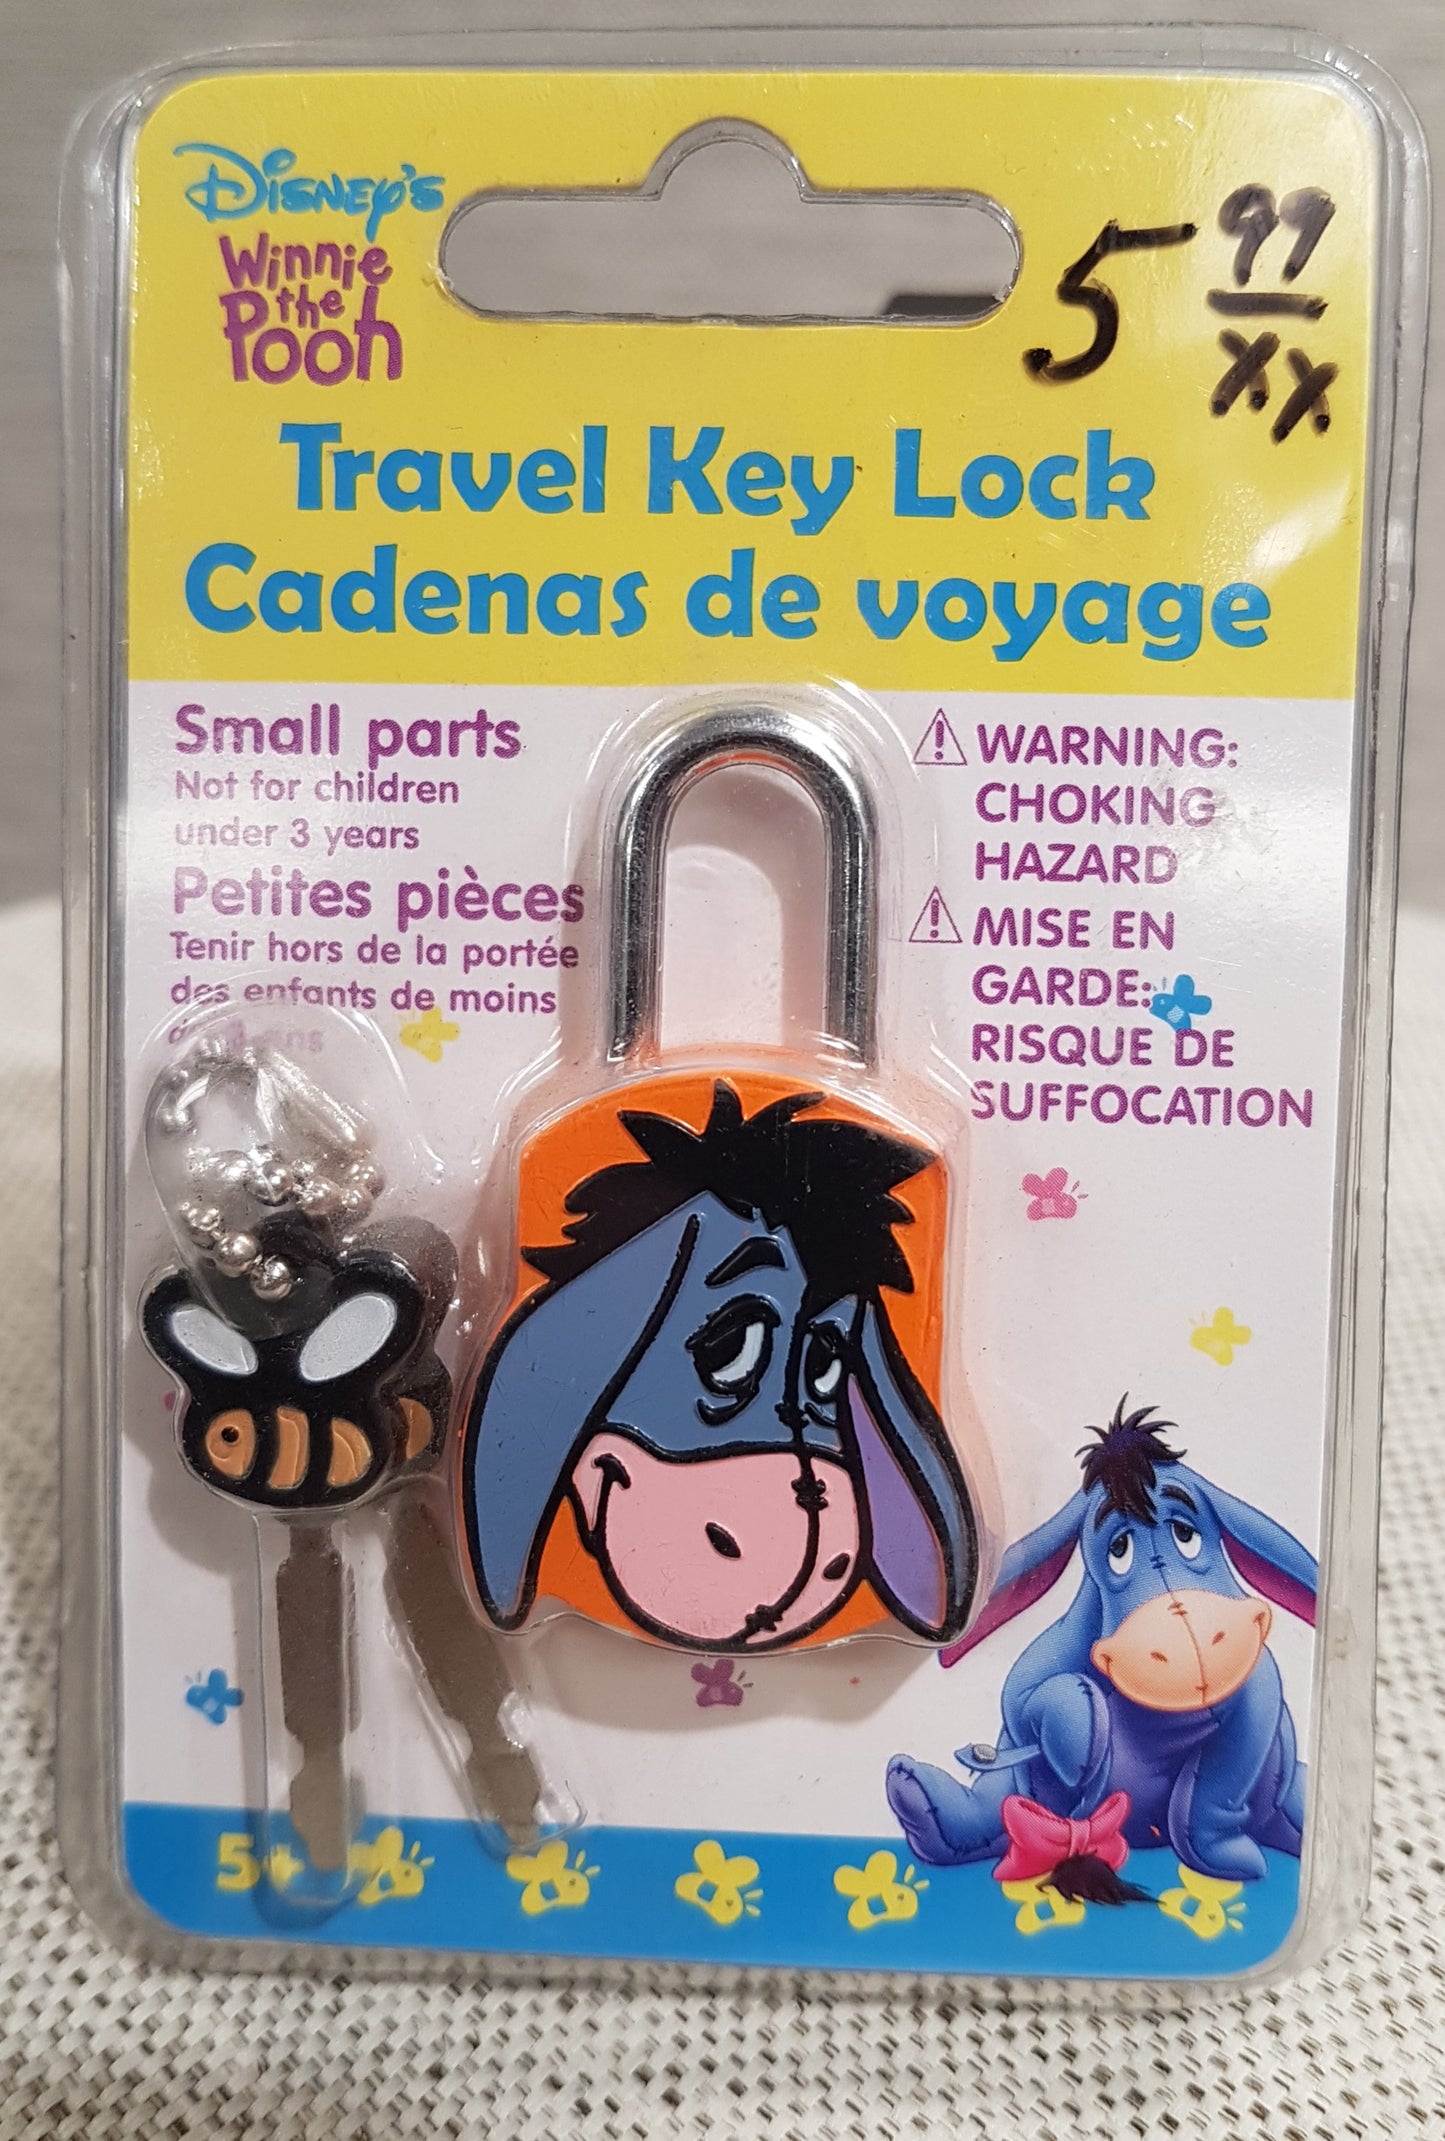 Disney's
Winnie
the
Pooh
5 99
xx
Travel Key Lock
Cadenas de voyage
Small parts
Not for children
under 3 years
Petites pièces
Tenir hors de la portée
des enfants de moins
ans
WARNING:
CHOKING
HAZARD
MISE EN
GARDE:
RISQUE DE
SUFFOCATION
5+